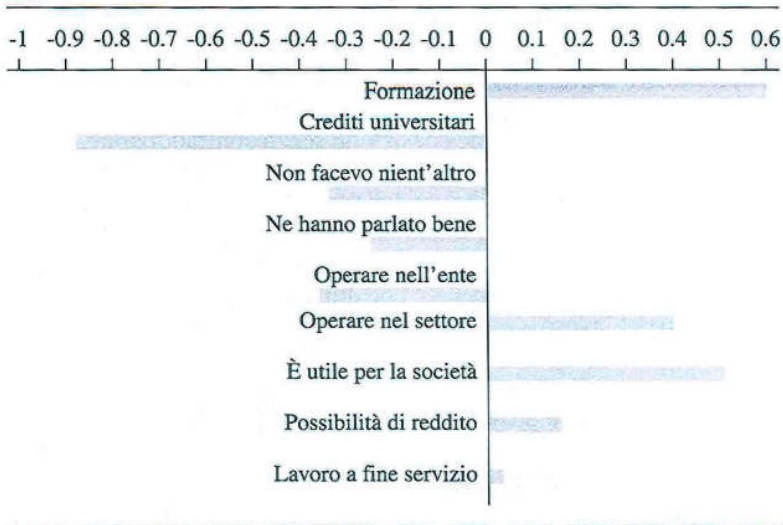 -1 -0.9 -0.8 -0.7 -0.6 -0.5 -0.4 -0.3 -0.2 -0.1 0 0.1 0.2 0.3 0.4 0.5 0.6
Formazione
Crediti universitari
Non facevo nient'altro
Ne hanno parlato bene
Operare nell'ente
Operare nel settore
È utile per la società
Possibilità di reddito
Lavoro a fine servizio